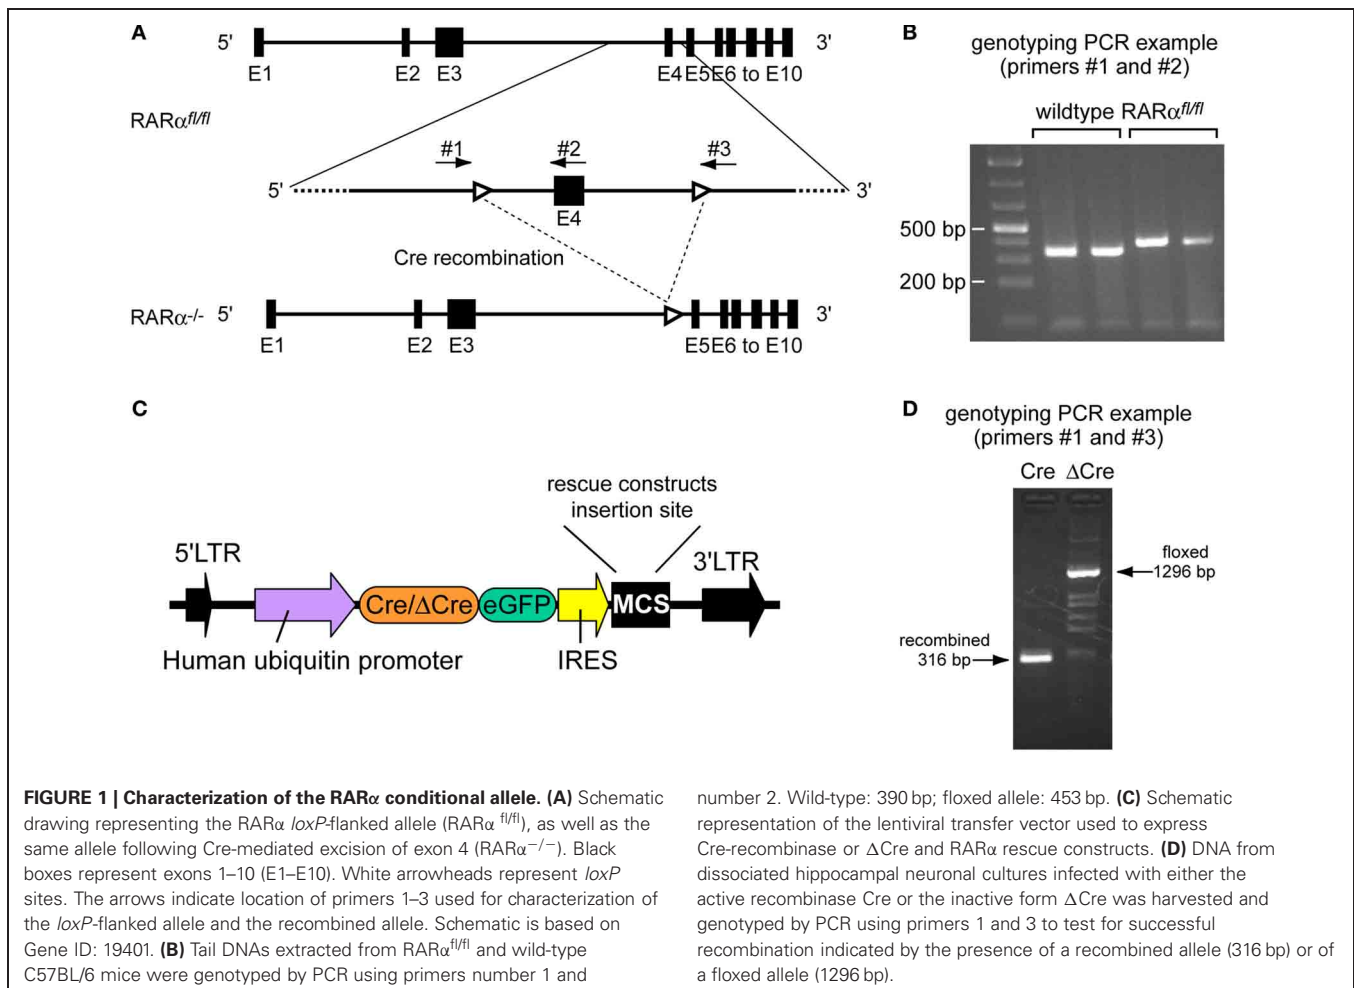 A
5'
3'
E1
E2
E3
E4
E5
E6 to E10
RARαfl/fl
#1
#2
#3
5'
3'
E4
Cre recombination
RARα-/-
5'
3'
E1
E2
E3
E5
E6 to E10
B
genotyping PCR example
(primers #1 and #2)
wildtype RARαfl/fl
500 bp
200 bp
C
rescue constructs
insertion site
5'LTR
3'LTR
Cre/ΔCre
eGFP
MCS
Human ubiquitin promoter
IRES
D
genotyping PCR example
(primers #1 and #3)
Cre ΔCre
floxed
1296 bp
recombined
316 bp
FIGURE 1 | Characterization of the RARα conditional allele. (A) Schematic
drawing representing the RARα loxP-flanked allele (RARα fl/fl), as well as the
same allele following Cre-mediated excision of exon 4 (RARα−/−). Black
boxes represent exons 1–10 (E1–E10). White arrowheads represent loxP
sites. The arrows indicate location of primers 1–3 used for characterization of
the loxP-flanked allele and the recombined allele. Schematic is based on
Gene ID: 19401. (B) Tail DNAs extracted from RARαfl/fl and wild-type
C57BL/6 mice were genotyped by PCR using primers number 1 and
number 2. Wild-type: 390 bp; floxed allele: 453 bp. (C) Schematic
representation of the lentiviral transfer vector used to express
Cre-recombinase or ΔCre and RARα rescue constructs. (D) DNA from
dissociated hippocampal neuronal cultures infected with either the
active recombinase Cre or the inactive form ΔCre was harvested and
genotyped by PCR using primers 1 and 3 to test for successful
recombination indicated by the presence of a recombined allele (316 bp) or of
a floxed allele (1296 bp).